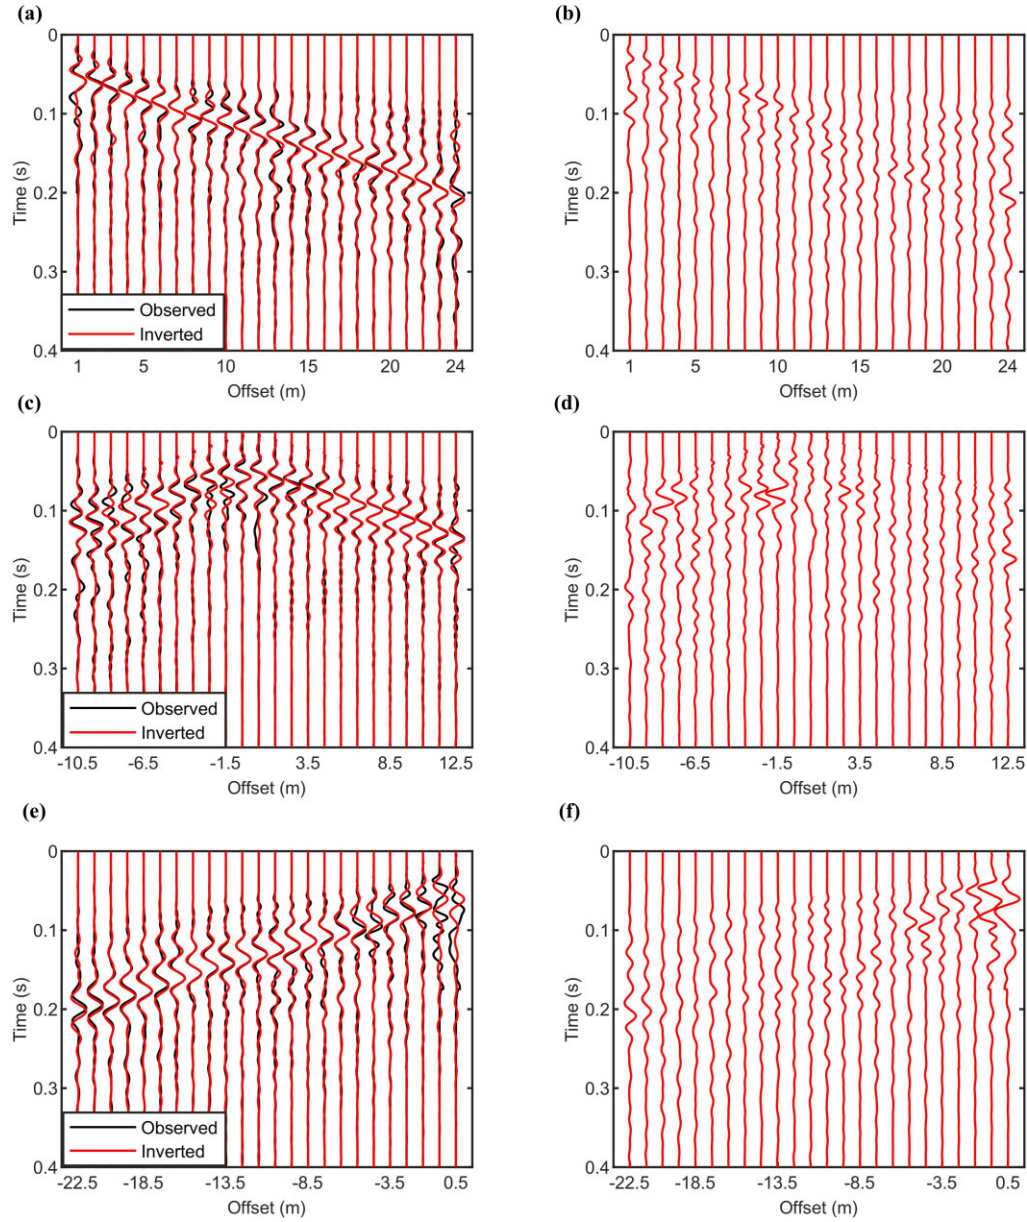 (a)
(b)
0
0.1
0.2
0.3
0.4
Time (s)
Observed
Inverted
1 5 10 15 20 24
Offset (m)
0
0.1
0.2
0.3
0.4
Time (s)
1 5 10 15 20 24
Offset (m)
(c)
(d)
0
0.1
0.2
0.3
0.4
Time (s)
Observed
Inverted
-10.5 -6.5 -1.5 3.5 8.5 12.5
Offset (m)
0
0.1
0.2
0.3
0.4
Time (s)
-10.5 -6.5 -1.5 3.5 8.5 12.5
Offset (m)
(e)
(f)
0
0.1
0.2
0.3
0.4
Time (s)
Observed
Inverted
-22.5 -18.5 -13.5 -8.5 -3.5 0.5
Offset (m)
0
0.1
0.2
0.3
0.4
Time (s)
-22.5 -18.5 -13.5 -8.5 -3.5 0.5
Offset (m)